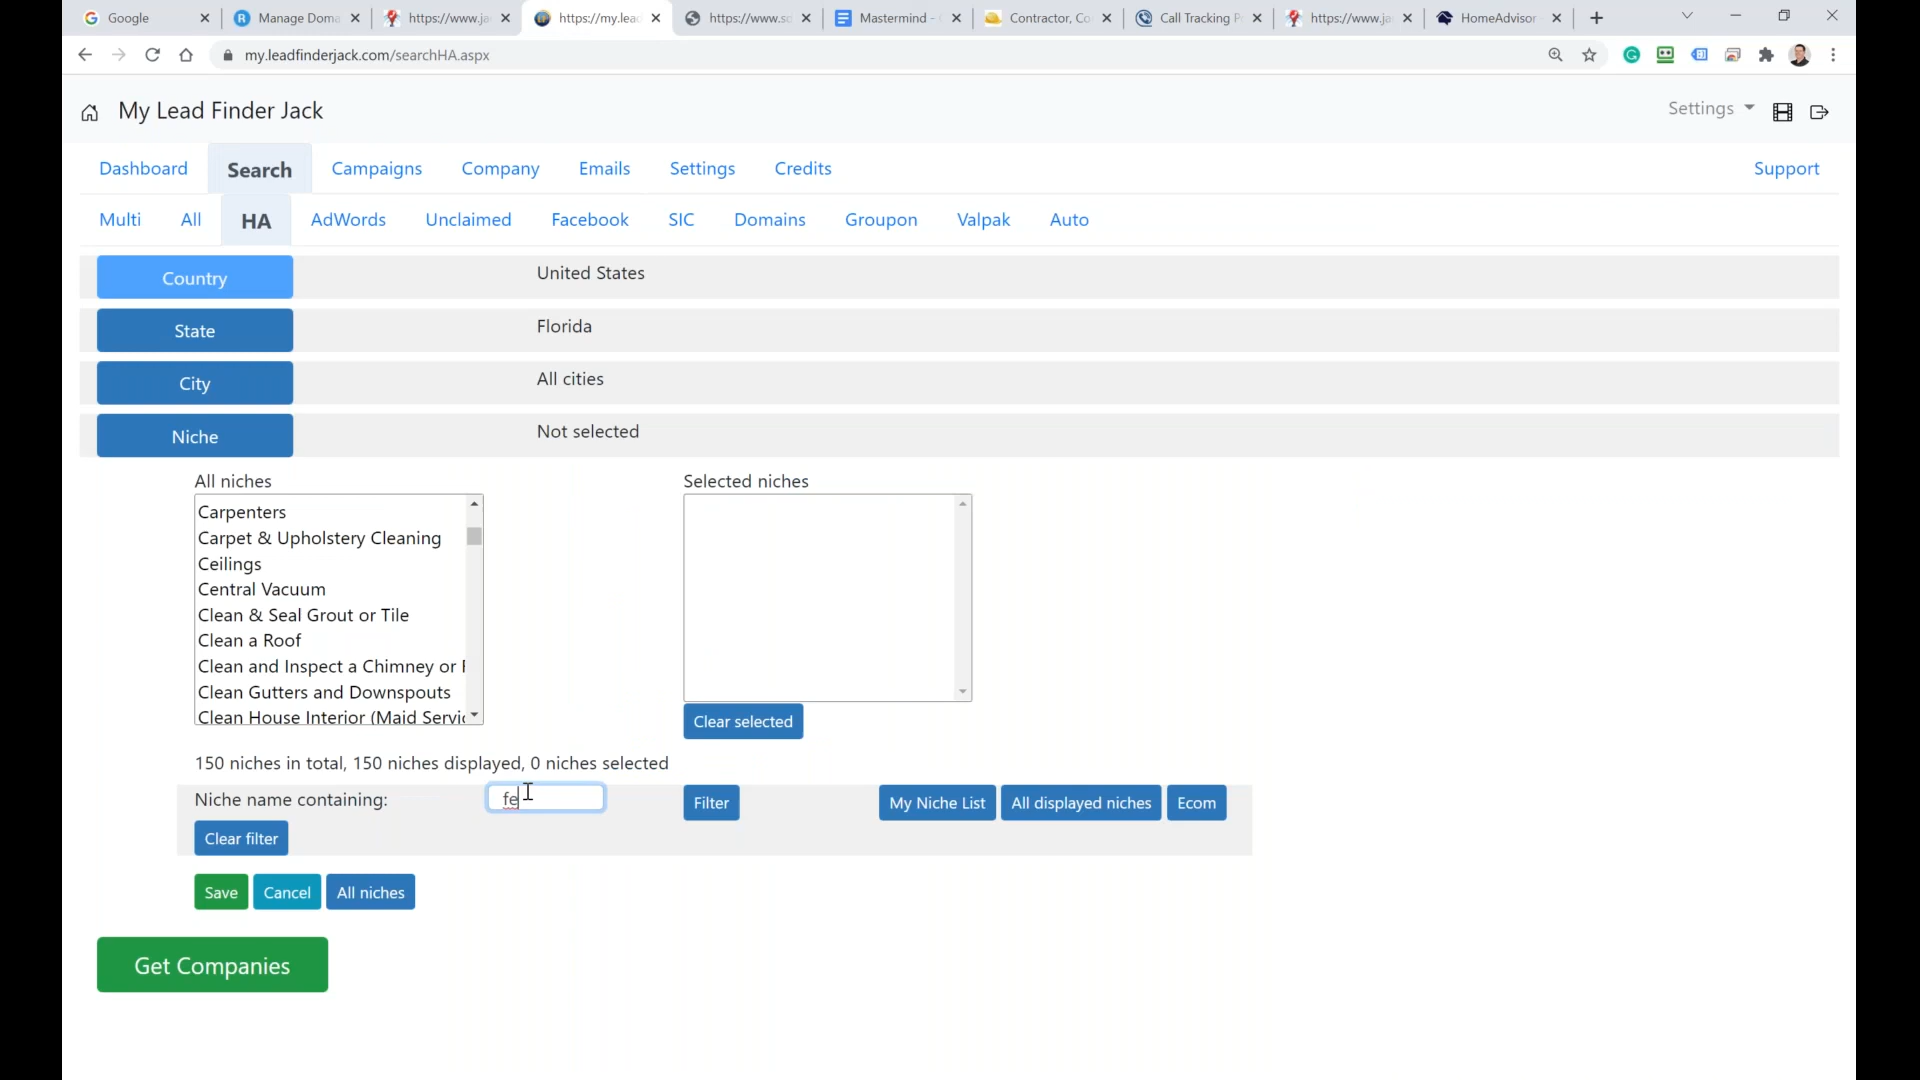 Google
Manage Doma
https://www.ja
https://my.lead
https://www.so
Mastermind -
Contractor, Co
Call Tracking P
https://www.ja
HomeAdvisor
my.leadfinderjack.com/searchHA.aspx
My Lead Finder Jack
Settings
Dashboard Search Campaigns Company Emails Settings Credits Support
Multi All HA AdWords Unclaimed Facebook SIC Domains Groupon Valpak Auto
Country United States
State Florida
City All cities
Niche Not selected
All niches Selected niches
Carpenters
Carpet & Upholstery Cleaning
Ceilings
Central Vacuum
Clean & Seal Grout or Tile
Clean a Roof
Clean and Inspect a Chimney or F
Clean Gutters and Downspouts
Clean House Interior (Maid Servic
Clear selected
150 niches in total, 150 niches displayed, 0 niches selected
Niche name containing: fe Filter My Niche List All displayed niches Ecom
Clear filter
Save Cancel All niches
Get Companies